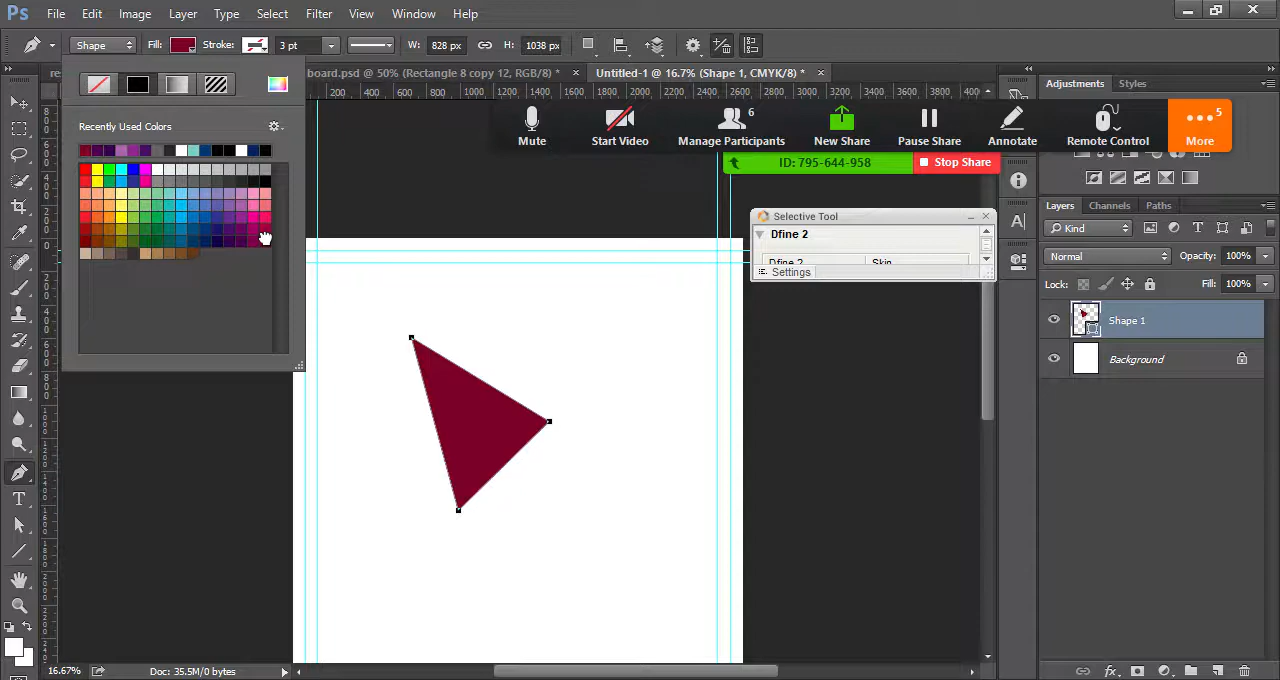 Ps File Edit Image Layer Type Select Filter View Window Help
Shape Fill: Stroke: 3 pt W: 828 px H: 1038 px
board.psd @ 50% (Rectangle 8 copy 12, RGB/8) * × Untitled-1 @ 16.7% (Shape 1, CMYK/8) * ×
200 400 600 800 1000 1200 1400 1600 1800 2000 2200 2400 2600 2800 3000 3200 3400 3600 3800
Mute Start Video Manage Participants 6 New Share Pause Share Annotate Remote Control More 5
ID: 795-644-958 Stop Share
Recently Used Colors
Selective Tool
Dfine 2
Dfine 2 Skin
Settings
Adjustments Styles
Layers Channels Paths
Kind
Normal Opacity: 100%
Lock: Fill: 100%
Shape 1
Background
16.67% Doc: 35.5M/0 bytes